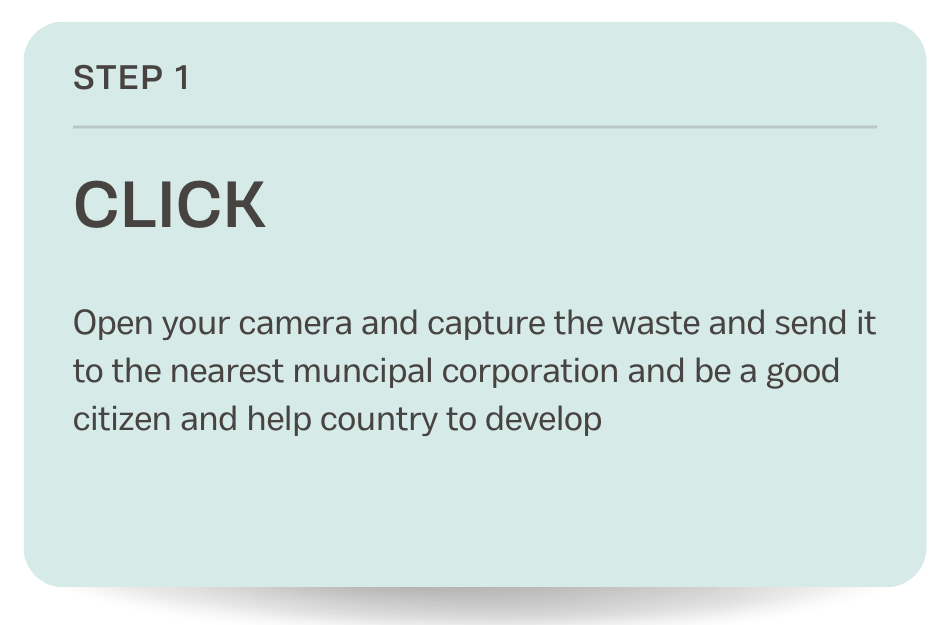 STEP 1
CLICK
Open your camera and capture the waste and send it
to the nearest muncipal corporation and be a good
citizen and help country to develop